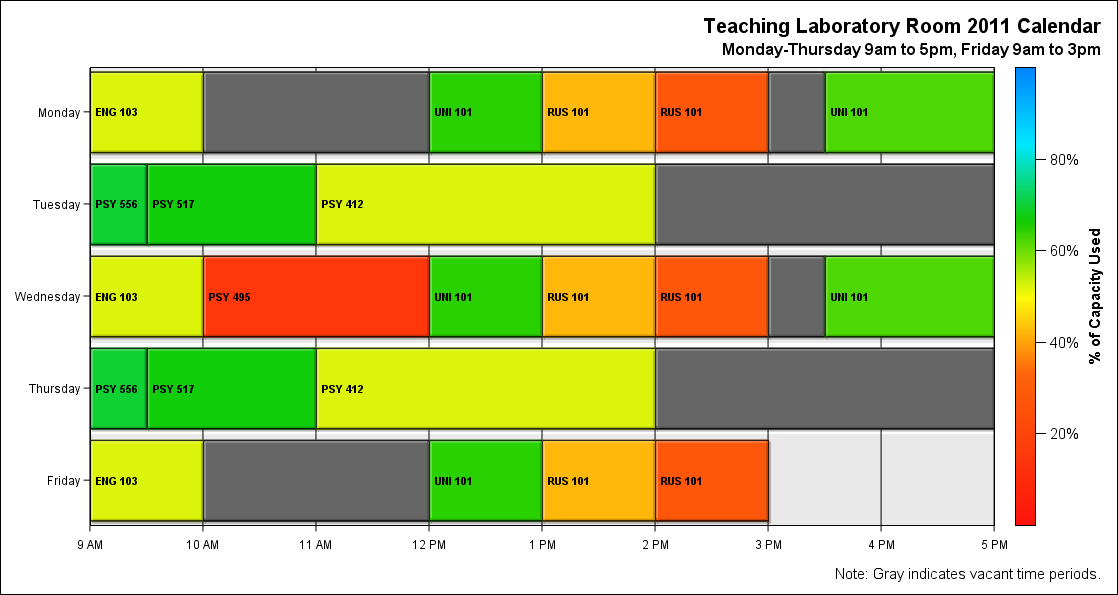 Teaching Laboratory Room 2011 Calendar
Monday-Thursday 9am to 5pm, Friday 9am to 3pm
Monday
ENG 103
UNI 101
RUS 101
RUS 101
UNI 101
Tuesday
PSY 556
PSY 517
PSY 412
Wednesday
ENG 103
PSY 495
UNI 101
RUS 101
RUS 101
UNI 101
Thursday
PSY 556
PSY 517
PSY 412
Friday
ENG 103
UNI 101
RUS 101
RUS 101
9 AM
10 AM
11 AM
12 PM
1 PM
2 PM
3 PM
4 PM
5 PM
80%
60%
40%
20%
% of Capacity Used
Note: Gray indicates vacant time periods.